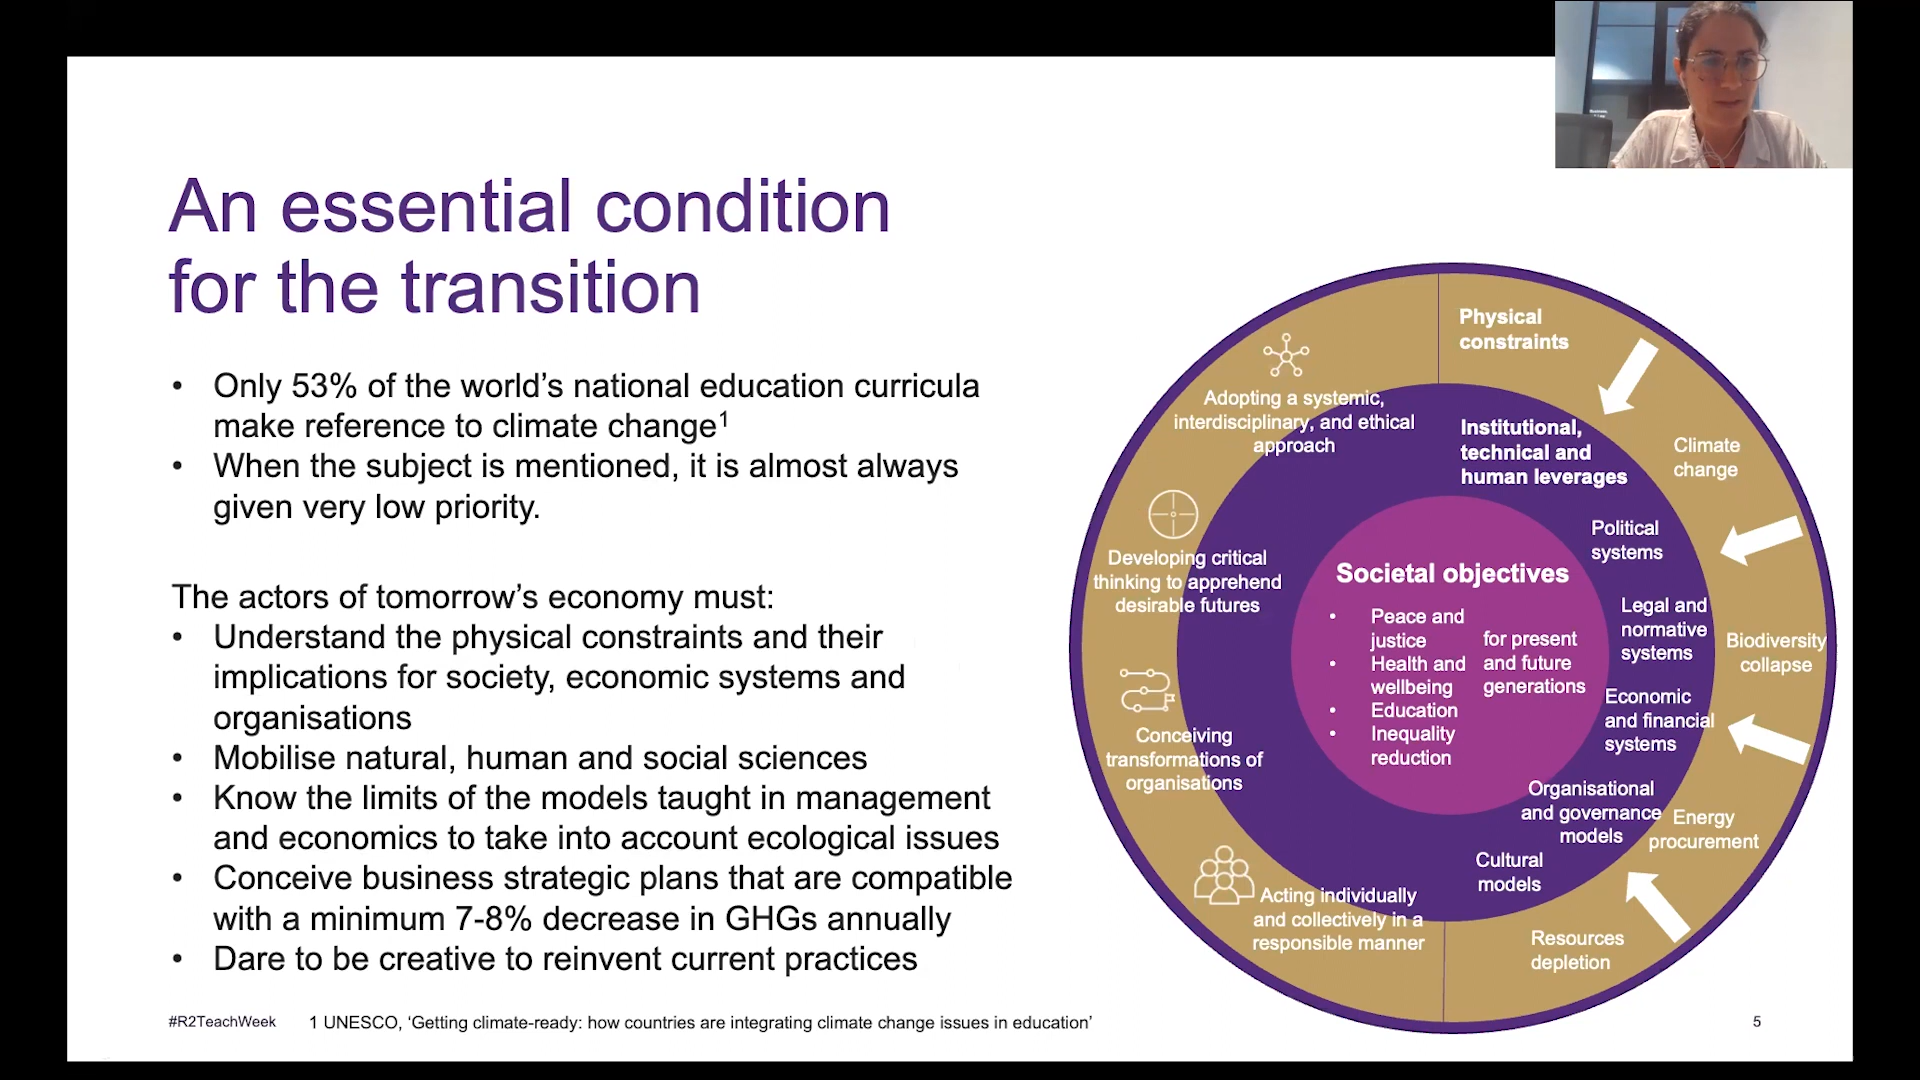 An essential condition
for the transition
• Only 53% of the world's national education curricula
make reference to climate change1
• When the subject is mentioned, it is almost always
given very low priority.
The actors of tomorrow's economy must:
• Understand the physical constraints and their
implications for society, economic systems and
organisations
• Mobilise natural, human and social sciences
• Know the limits of the models taught in management
and economics to take into account ecological issues
• Conceive business strategic plans that are compatible
with a minimum 7-8% decrease in GHGs annually
• Dare to be creative to reinvent current practices
Adopting a systemic,
interdisciplinary, and ethical
approach
Developing critical
thinking to apprehend
desirable futures
Conceiving
transformations of
organisations
Acting individually
and collectively in a
responsible manner
Physical
constraints
Climate
change
Biodiversity
collapse
Energy
procurement
Resources
depletion
Institutional,
technical and
human leverages
Political
systems
Legal and
normative
systems
Economic
and financial
systems
Organisational
and governance
models
Cultural
models
Societal objectives
• Peace and
justice
• Health and
wellbeing
• Education
• Inequality
reduction
for present
and future
generations
#R2TeachWeek
1 UNESCO, 'Getting climate-ready: how countries are integrating climate change issues in education'
5